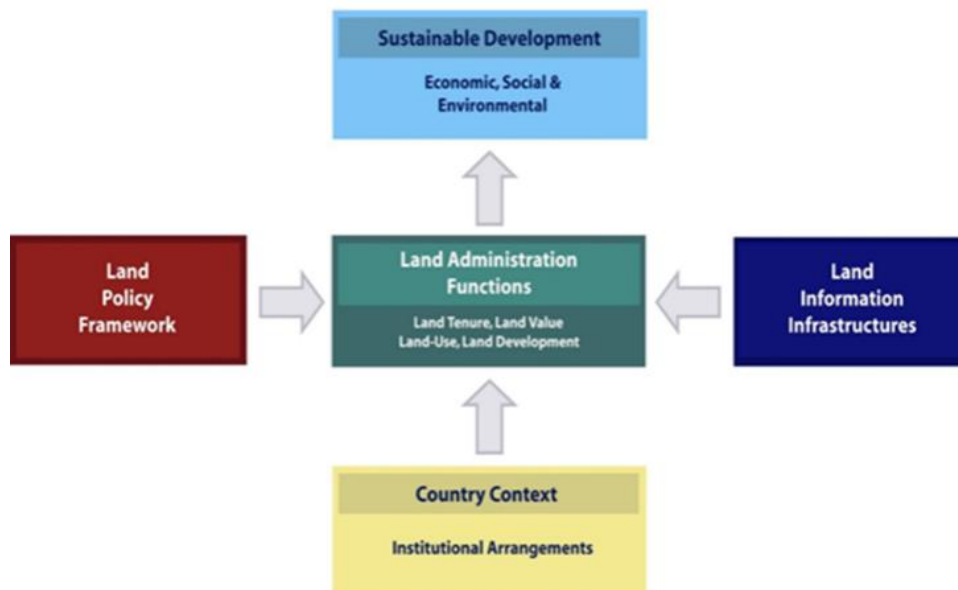 Sustainable Development
Economic, Social &
Environmental
Land
Policy
Framework
Land Administration
Functions
Land Tenure, Land Value
Land-Use, Land Development
Land
Information
Infrastructures
Country Context
Institutional Arrangements